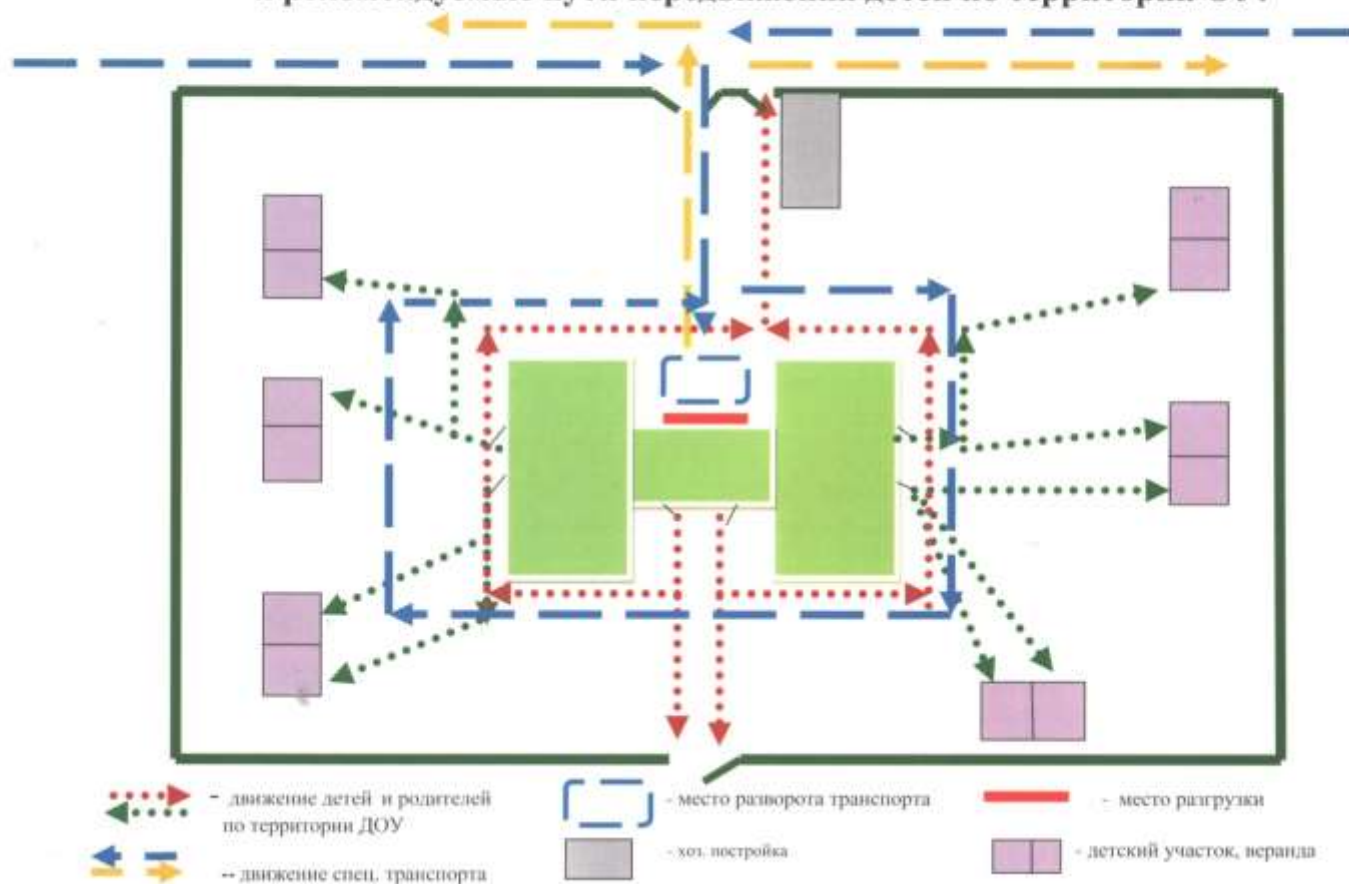 - движение детей и родителей
по территории ДОУ
-- движение спец. транспорта
- место разворота транспорта
- хоз. постройка
- место разгрузки
- детский участок, веранда